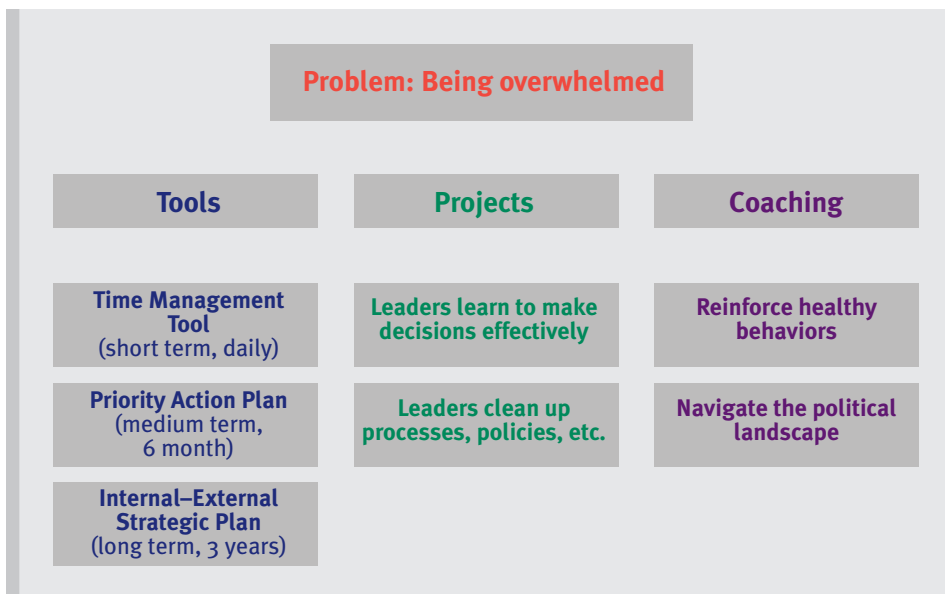 Problem: Being overwhelmed
Tools
Projects
Coaching
Time Management
Tool
(short term, daily)
Leaders learn to make
decisions effectively
Reinforce healthy
behaviors
Priority Action Plan
(medium term,
6 month)
Leaders clean up
processes, policies, etc.
Navigate the political
landscape
Internal–External
Strategic Plan
(long term, 3 years)